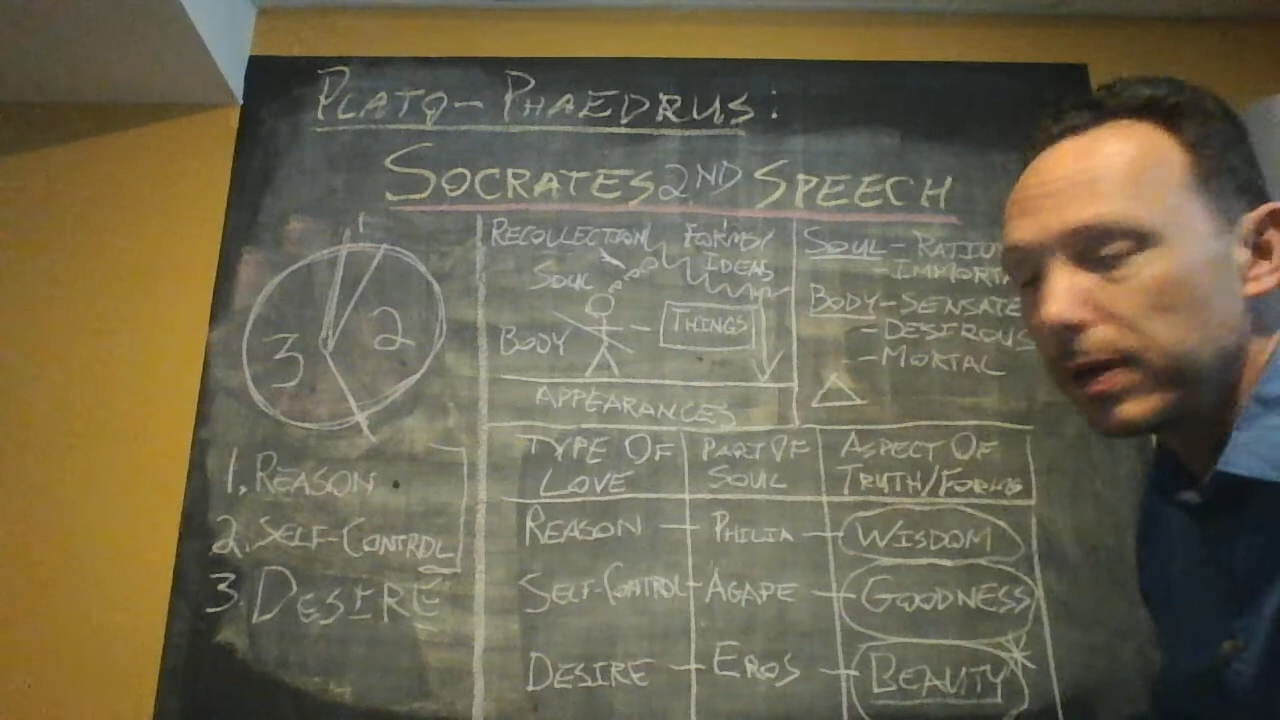 PLATO - PHAEDRUS:
SOCRATES 2ND SPEECH
1
2
3
1. REASON
2. SELF-CONTROL
3. DESIRE
RECOLLECTION
FORMS/
IDEAS
SOUL
BODY
THINGS
APPEARANCES
SOUL -
- IMMORTA
BODY - SENSATE
- DESIROUS
- MORTAL
TYPE OF LOVE
PART OF SOUL
ASPECT OF TRUTH/FORMS
REASON - PHILIA - WISDOM
SELF-CONTROL - AGAPE - GOODNESS
DESIRE - EROS - BEAUTY